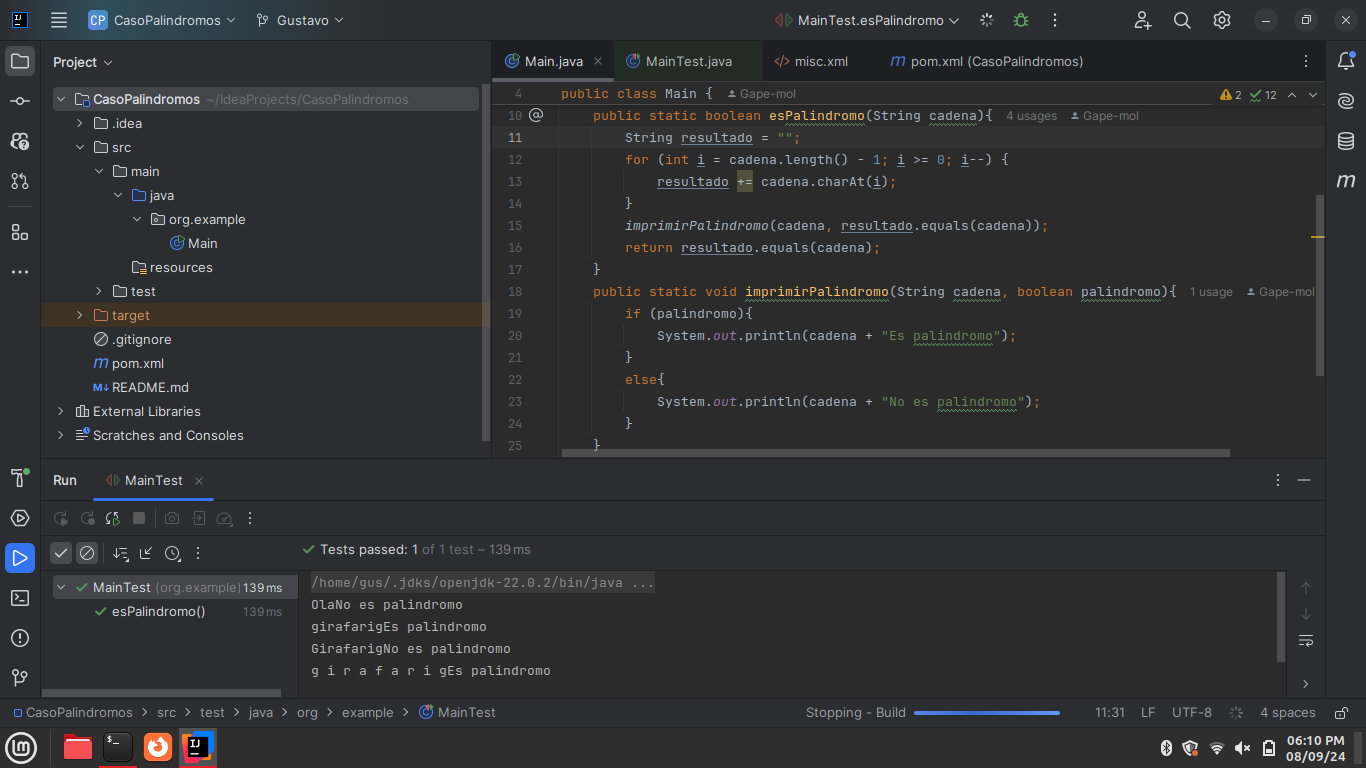 CP CasoPalindromos Gustavo MainTest.esPalindromo
Project
CasoPalindromos ~/IdeaProjects/CasoPalindromos
.idea
src
main
java
org.example
Main
resources
test
target
.gitignore
pom.xml
README.md
External Libraries
Scratches and Consoles
Main.java MainTest.java misc.xml pom.xml (CasoPalindromos)
4 public class Main { Gape-mol 2 12
10 public static boolean esPalindromo(String cadena){ 4 usages Gape-mol
11 String resultado = "";
12 for (int i = cadena.length() - 1; i >= 0; i--) {
13 resultado += cadena.charAt(i);
14 }
15 imprimirPalindromo(cadena, resultado.equals(cadena));
16 return resultado.equals(cadena);
17 }
18 public static void imprimirPalindromo(String cadena, boolean palindromo){ 1 usage Gape-mol
19 if (palindromo){
20 System.out.println(cadena + "Es palindromo");
21 }
22 else{
23 System.out.println(cadena + "No es palindromo");
24 }
25 }
Run MainTest
Tests passed: 1 of 1 test – 139 ms
MainTest (org.example) 139 ms
esPalindromo() 139 ms
/home/gus/.jdks/openjdk-22.0.2/bin/java ...
OlaNo es palindromo
girafarigEs palindromo
GirafarigNo es palindromo
g i r a f a r i gEs palindromo
CasoPalindromos > src > test > java > org > example > MainTest Stopping - Build 11:31 LF UTF-8 4 spaces
06:10 PM
08/09/24